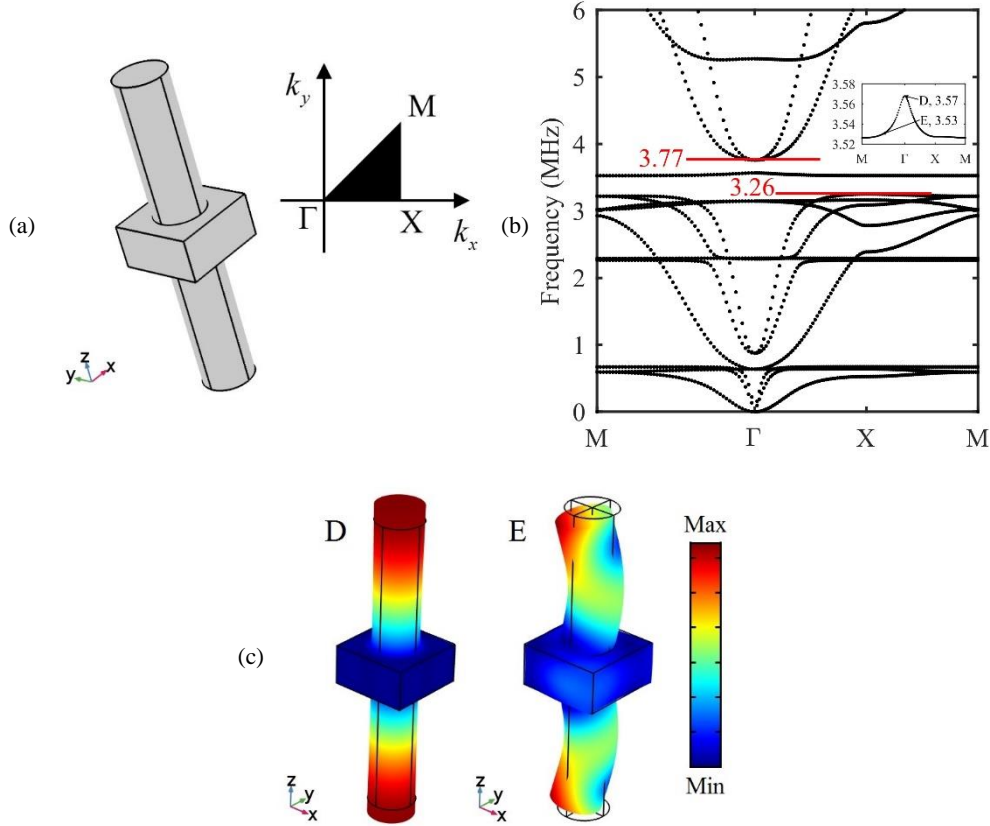 (a)
z
y
x
k_y
M
Γ
X
k_x
(b)
Frequency (MHz)
6
5
4
3
2
1
0
M
Γ
X
M
3.77
3.26
3.58
3.56
3.54
3.52
M
Γ
X
M
D, 3.57
E, 3.53
(c)
D
E
z
y
x
z
y
x
Max
Min